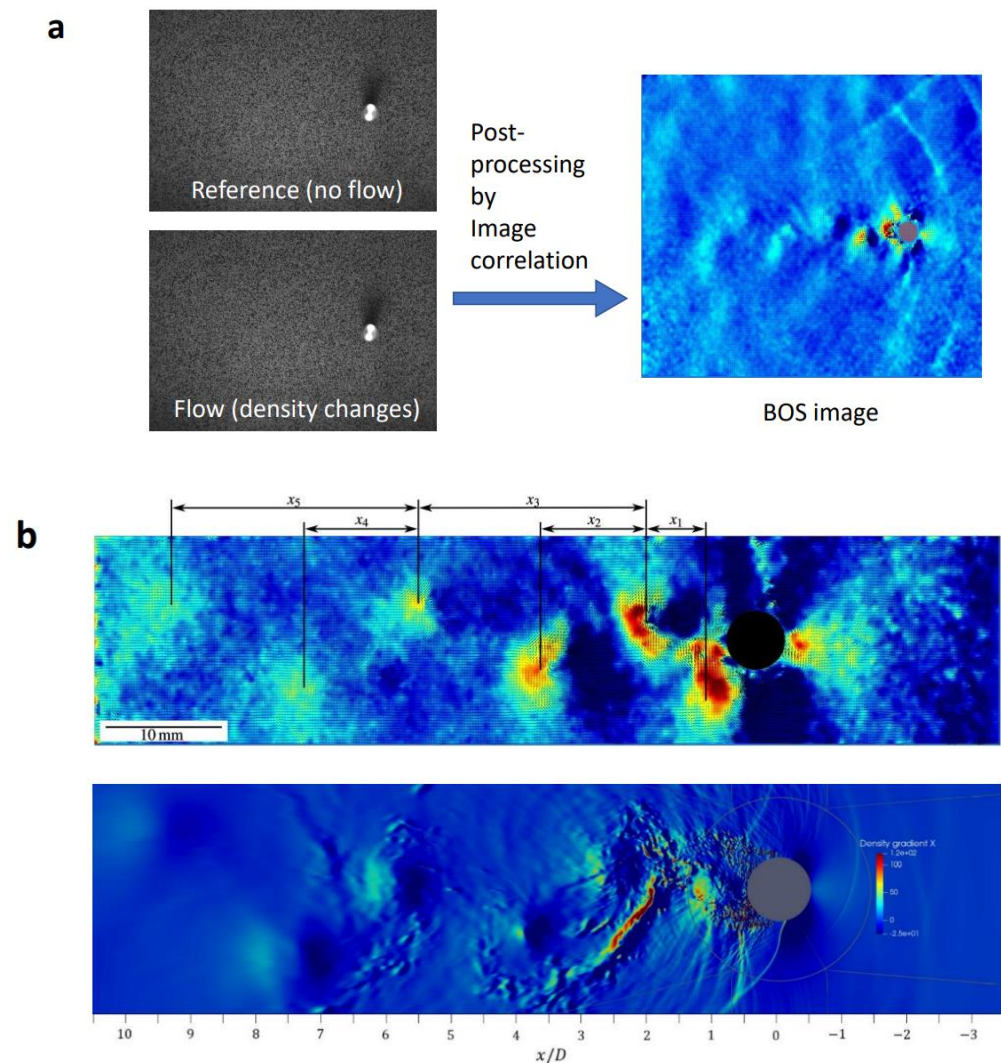 a
Reference (no flow)
Flow (density changes)
Post-
processing
by
Image
correlation
BOS image
b
x₅
x₃
x₄
x₂
x₁
10 mm
Density gradient X
1.2e+02
100
50
0
-2.5e+01
10 9 8 7 6 5 4 3 2 1 0 −1 −2 −3
x/D